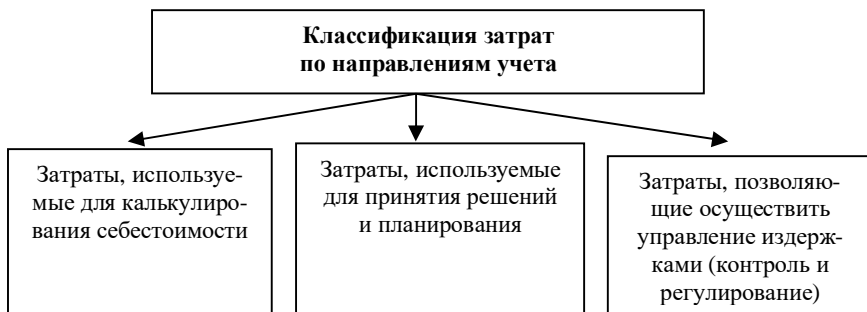 Классификация затрат
по направлениям учета
Затраты, используе-
мые для калькулиро-
вания себестоимости
Затраты, используемые
для принятия решений
и планирования
Затраты, позволяю-
щие осуществить
управление издерж-
ками (контроль и
регулирование)